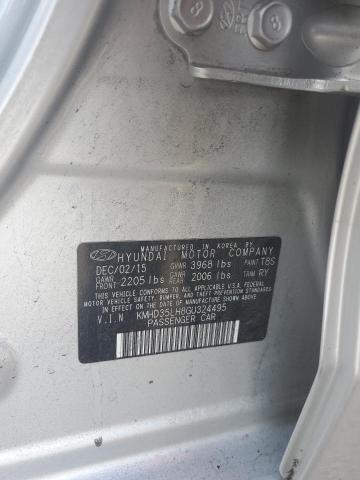 8
8
MANUFACTURED IN KOREA BY
HYUNDAI MOTOR COMPANY
DEC/02/15 GVWR 3968 lbs PAINT T8S
GAWR FRONT 2205 lbs GAWR REAR 2006 lbs TRIM RY
THIS VEHICLE CONFORMS TO ALL APPLICABLE U.S. FEDERAL
MOTOR VEHICLE SAFETY, BUMPER, AND THEFT PREVENTION
STANDARDS IN EFFECT ON THE DATE OF MANUFACTURE SHOWN ABOVE.
V.I.N KMHD35LH8GU324495
PASSENGER CAR